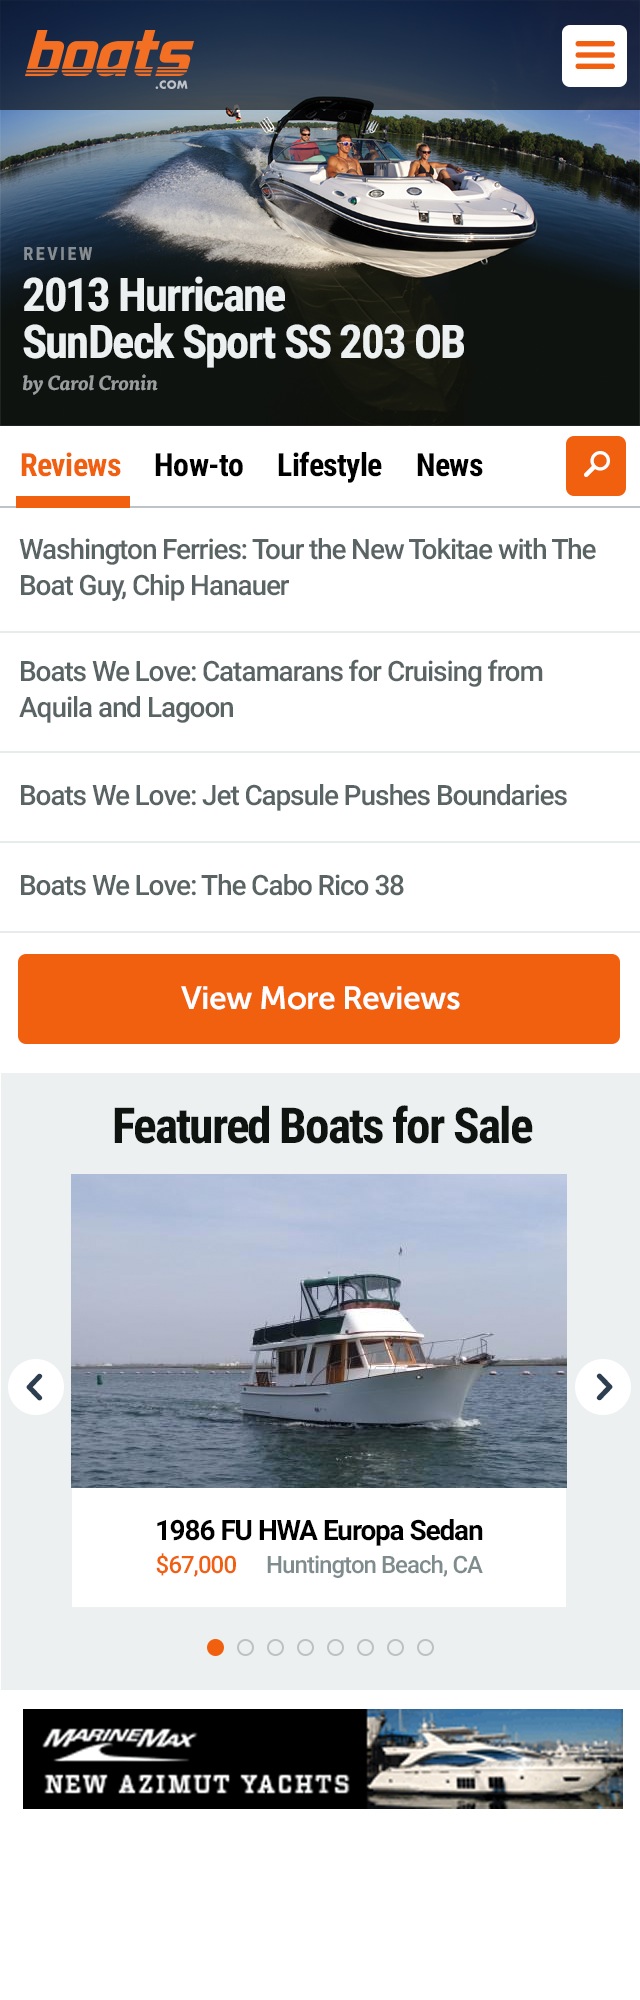 boats
.COM
REVIEW
2013 Hurricane
SunDeck Sport SS 203 OB
by Carol Cronin
Reviews How-to Lifestyle News
Washington Ferries: Tour the New Tokitae with The
Boat Guy, Chip Hanauer
Boats We Love: Catamarans for Cruising from
Aquila and Lagoon
Boats We Love: Jet Capsule Pushes Boundaries
Boats We Love: The Cabo Rico 38
View More Reviews
Featured Boats for Sale
1986 FU HWA Europa Sedan
$67,000 Huntington Beach, CA
MARINEMAX
NEW AZIMUT YACHTS